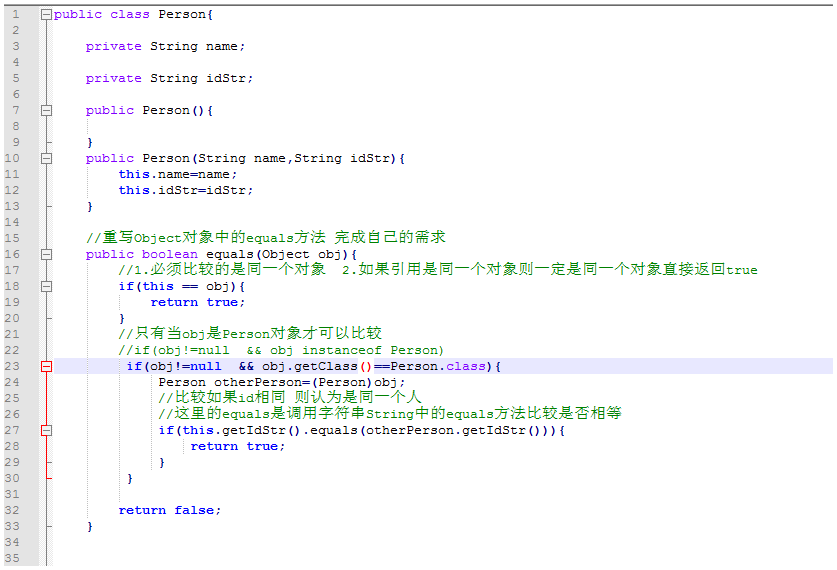 1 public class Person{
2
3     private String name;
4
5     private String idStr;
6
7     public Person(){
8
9     }
10     public Person(String name,String idStr){
11         this.name=name;
12         this.idStr=idStr;
13     }
14
15     //重写Object对象中的equals方法 完成自己的需求
16     public boolean equals(Object obj){
17         //1.必须比较的是同一个对象  2.如果引用是同一个对象则一定是同一个对象直接返回true
18         if(this == obj){
19             return true;
20         }
21         //只有当obj是Person对象才可以比较
22         //if(obj!=null  && obj instanceof Person)
23          if(obj!=null  && obj.getClass()==Person.class){
24              Person otherPerson=(Person)obj;
25              //比较如果id相同 则认为是同一个人
26              //这里的equals是调用字符串String中的equals方法比较是否相等
27              if(this.getIdStr().equals(otherPerson.getIdStr())){
28                  return true;
29              }
30          }
31
32         return false;
33     }
34
35